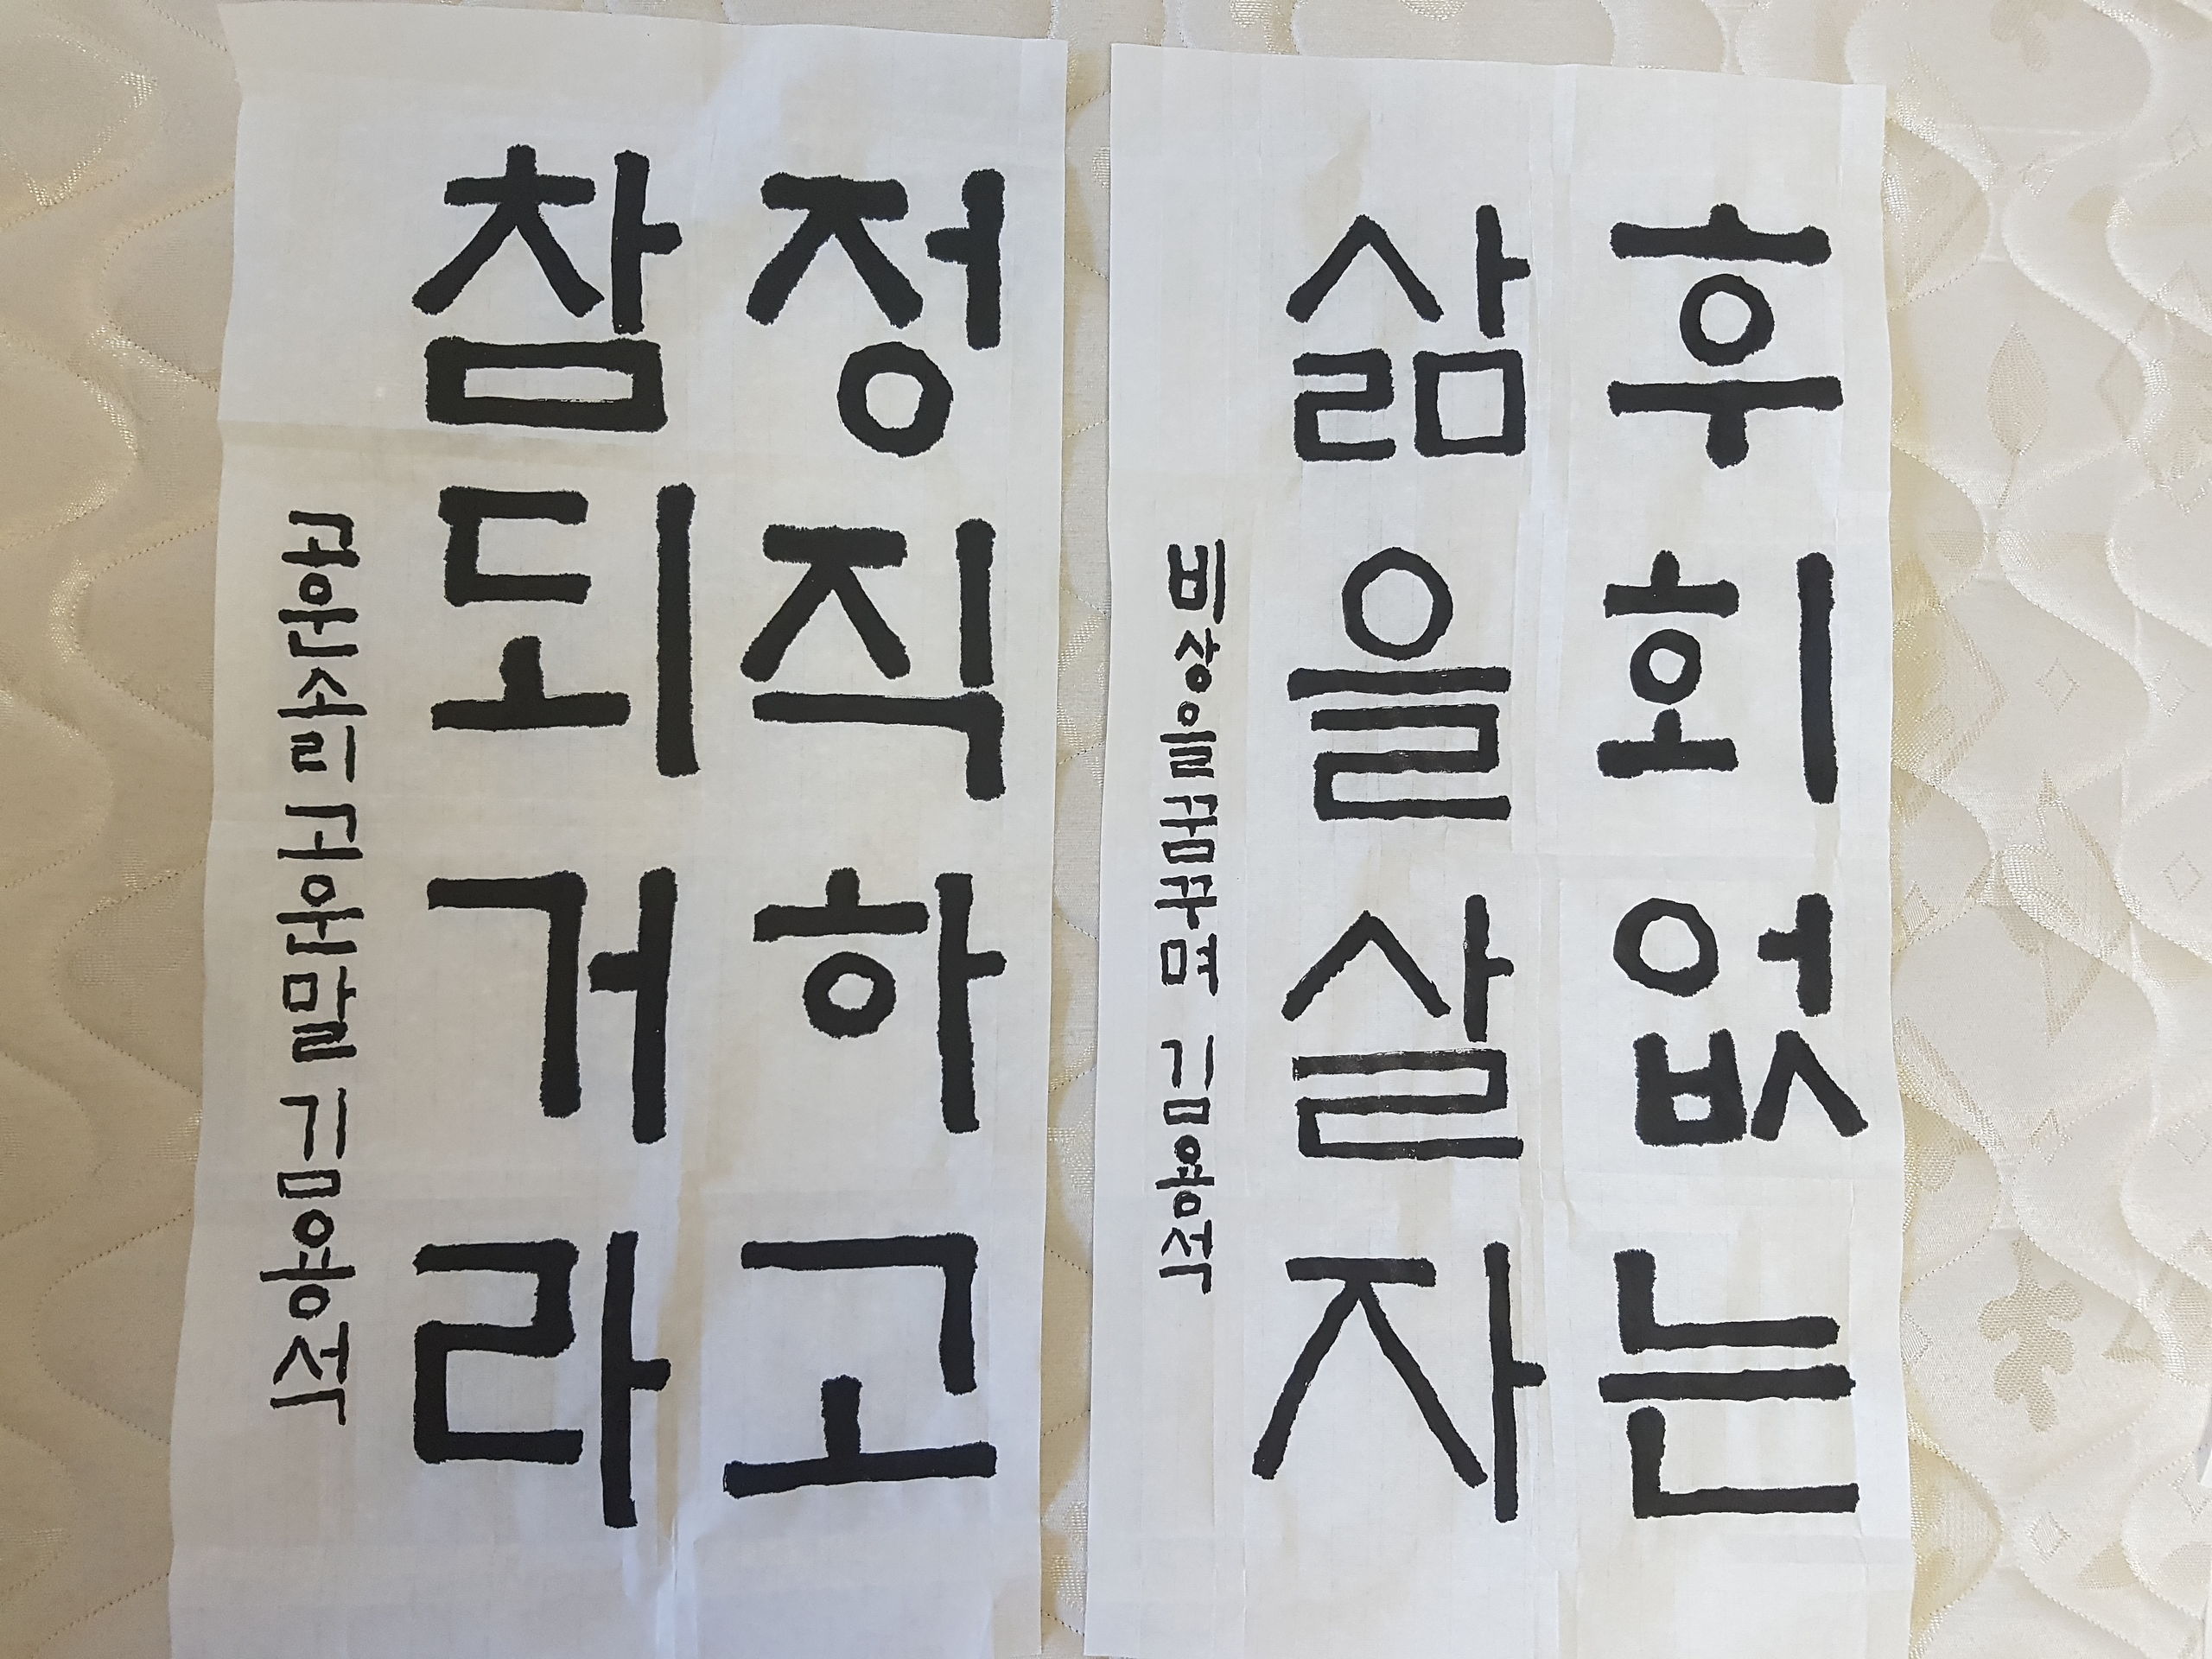 후회없는
삶을살자
비상을꿈꾸며 김용석
정직하고
참되거라
고운소리고운말 김용석